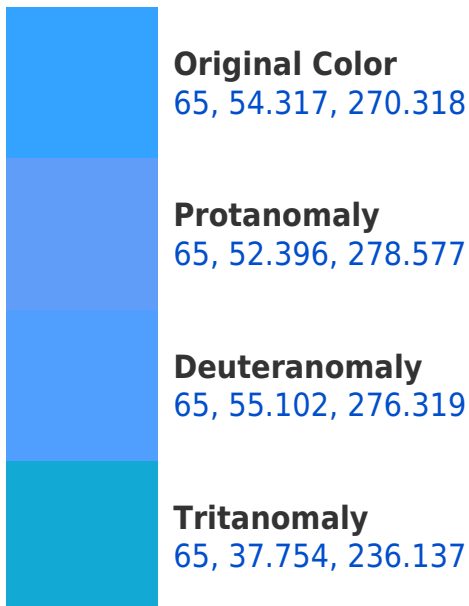 Original Color
65, 54.317, 270.318
Protanomaly
65, 52.396, 278.577
Deuteranomaly
65, 55.102, 276.319
Tritanomaly
65, 37.754, 236.137